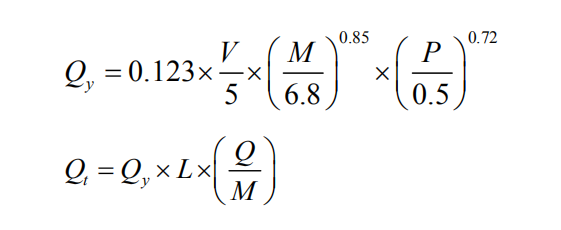 Q_y = 0.123 × V/5 × (M/6.8)^0.85 × (P/0.5)^0.72
Q_t = Q_y × L × (Q/M)